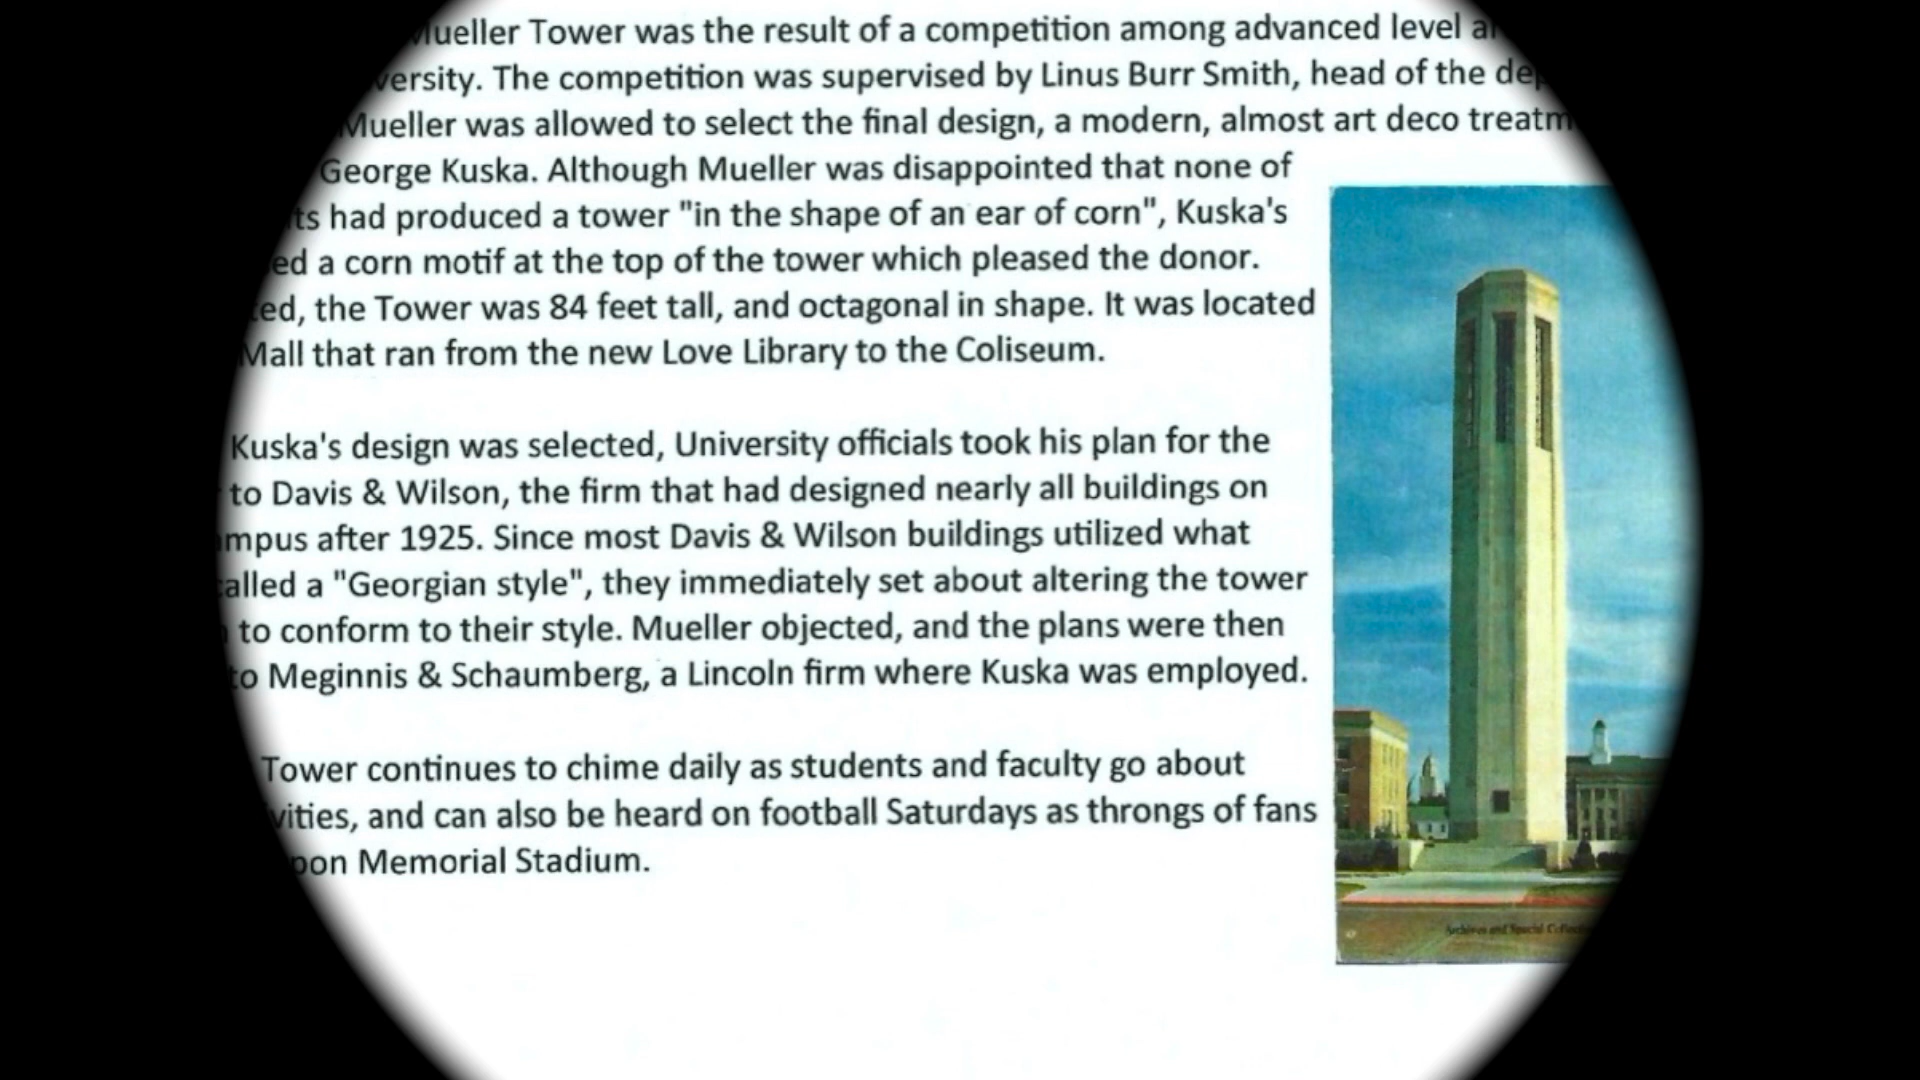 Mueller Tower was the result of a competition among advanced level
The competition was supervised by Linus Burr Smith, head of the
Mueller was allowed to select the final design, a modern, almost art deco
George Kuska. Although Mueller was disappointed that none of
had produced a tower "in the shape of an ear of corn", Kuska's
a corn motif at the top of the tower which pleased the donor.
the Tower was 84 feet tall, and octagonal in shape. It was located
Mall that ran from the new Love Library to the Coliseum.
Kuska's design was selected, University officials took his plan for the
to Davis & Wilson, the firm that had designed nearly all buildings on
after 1925. Since most Davis & Wilson buildings utilized what
called a "Georgian style", they immediately set about altering the tower
to conform to their style. Mueller objected, and the plans were then
to Meginnis & Schaumberg, a Lincoln firm where Kuska was employed.
Tower continues to chime daily as students and faculty go about
and can also be heard on football Saturdays as throngs of fans
Memorial Stadium.
Archives and Special